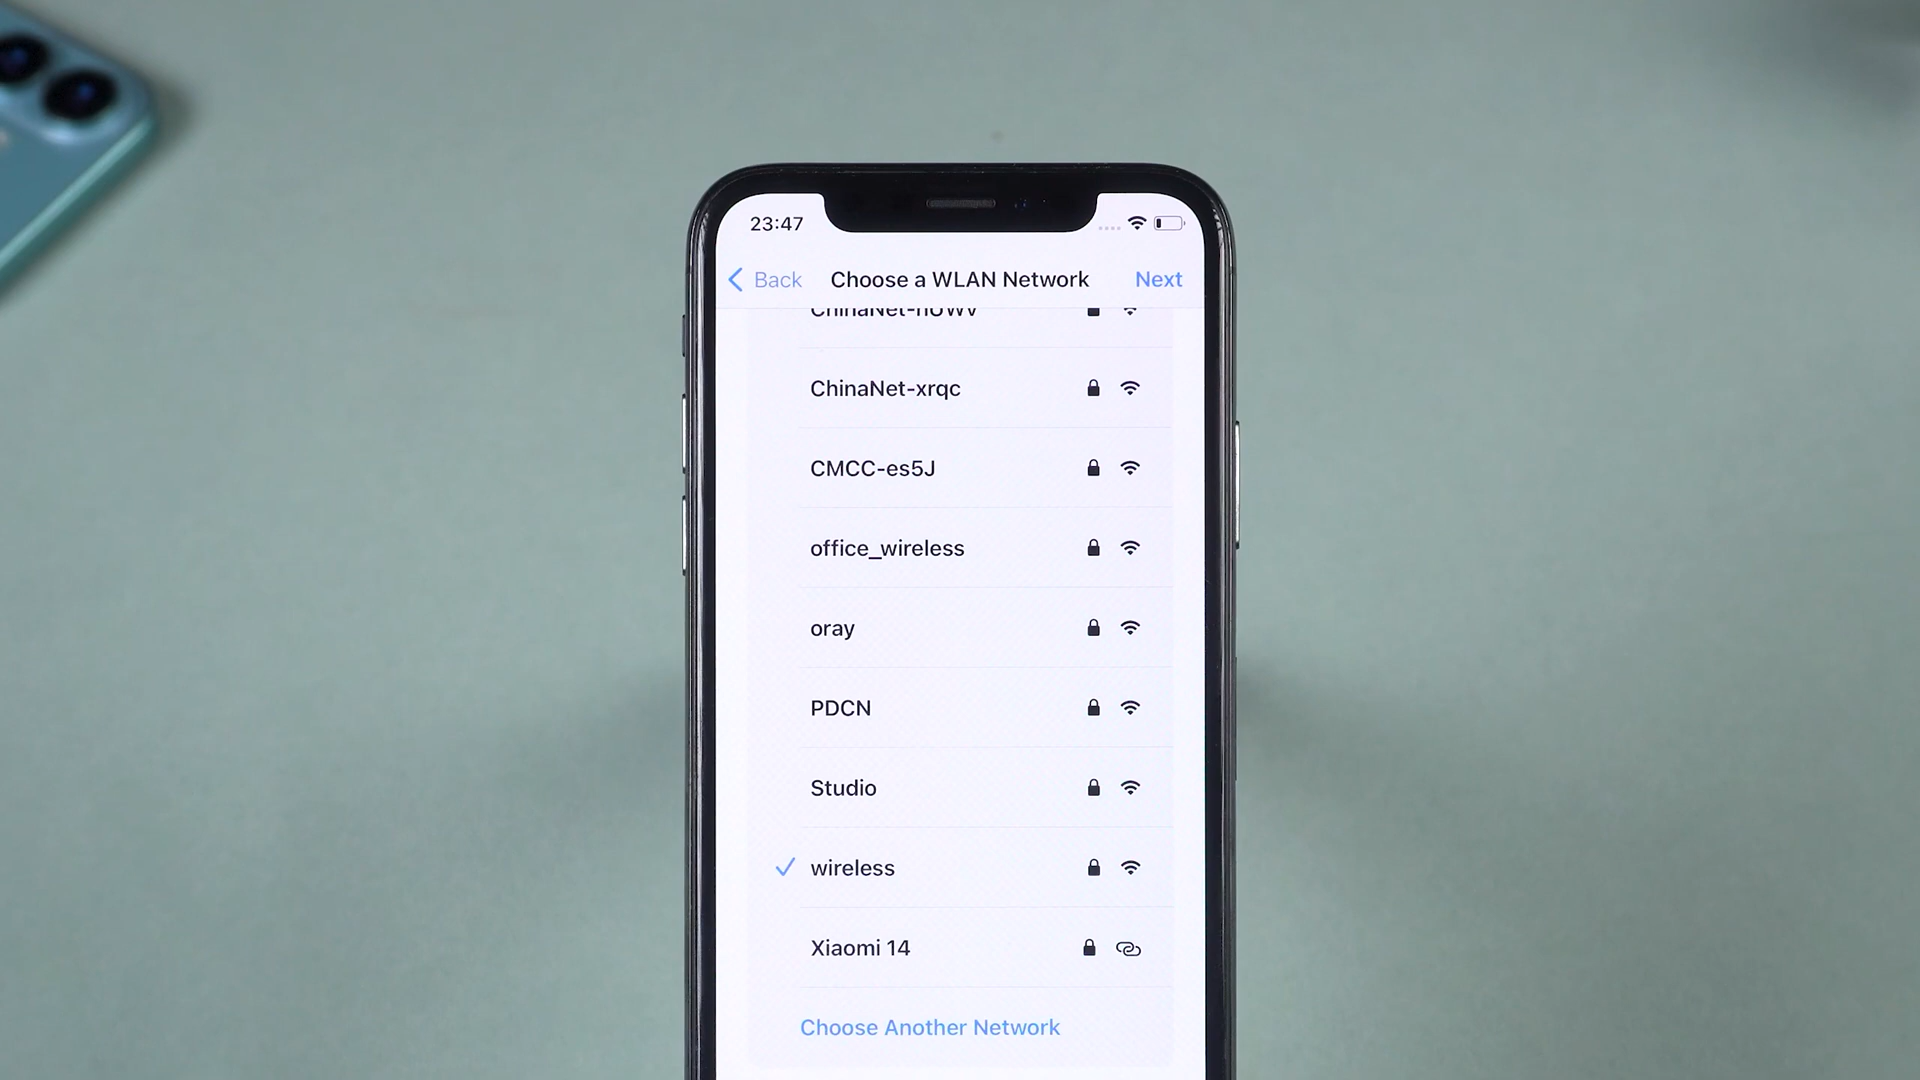 23:47
Back Choose a WLAN Network Next
ChinaNet-xrqc
CMCC-es5J
office_wireless
oray
PDCN
Studio
wireless
Xiaomi 14
Choose Another Network